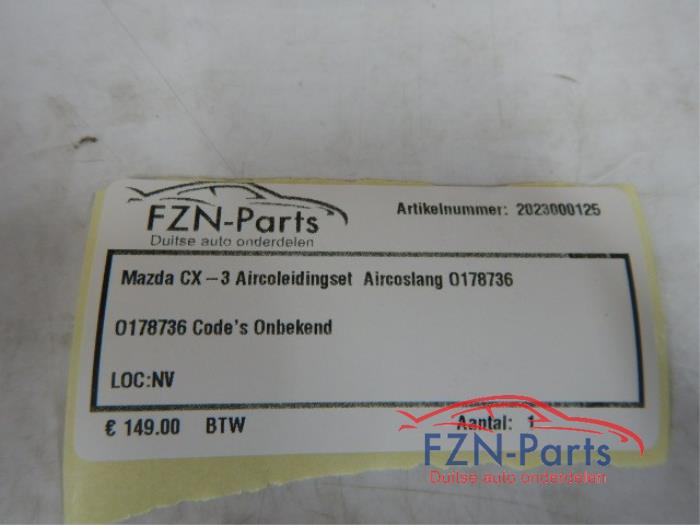 FZN-Parts
Duitse auto onderdelen
Artikelnummer: 2023000125
Mazda CX-3 Aircoleidingset Aircoslang O178736
O178736 Code's Onbekend
LOC:NV
€ 149.00 BTW
Aantal: 1
FZN-Parts
Duitse auto onderdelen